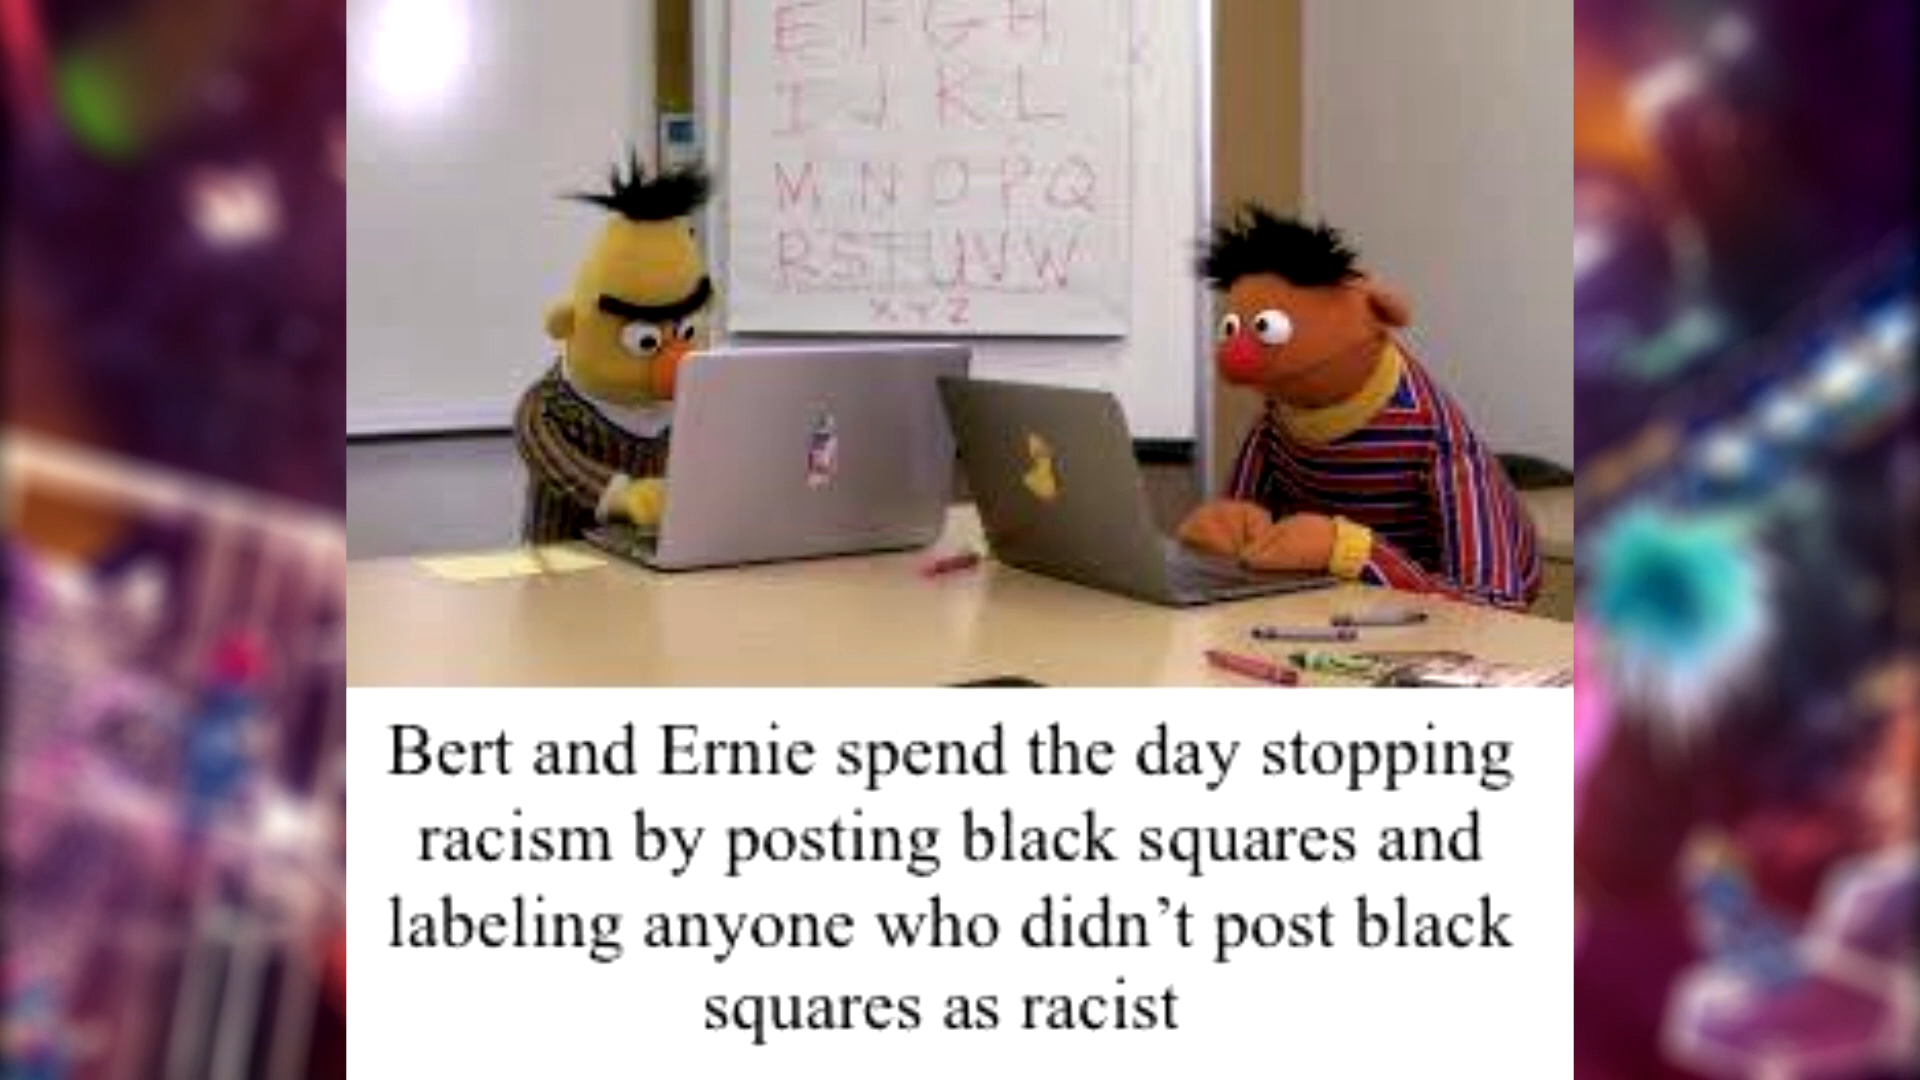 E F G H
I J K L
M N O P Q
R S T U V W
X Y Z
Bert and Ernie spend the day stopping
racism by posting black squares and
labeling anyone who didn’t post black
squares as racist